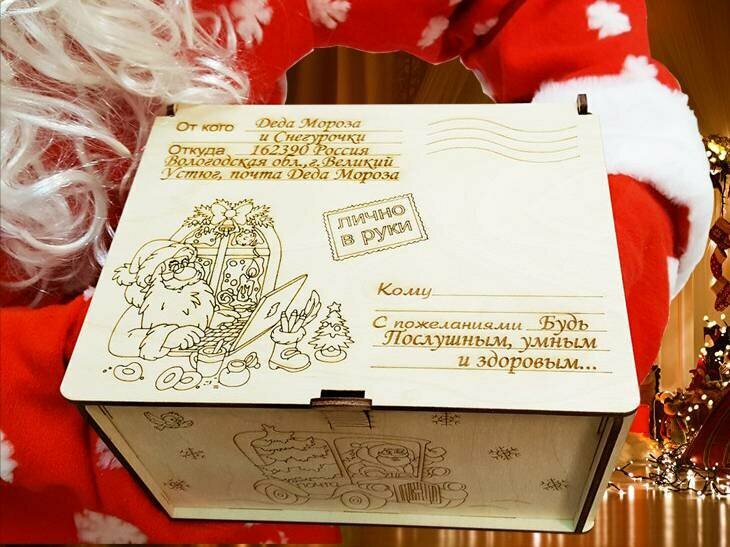 От кого Деда Мороза
и Снегурочки
Откуда 162390 Россия
Вологодская обл.,г.Великий
Устюг, почта Деда Мороза
ЛИЧНО
В РУКИ
Кому
С пожеланиями Будь
Послушным, умным
и здоровым...